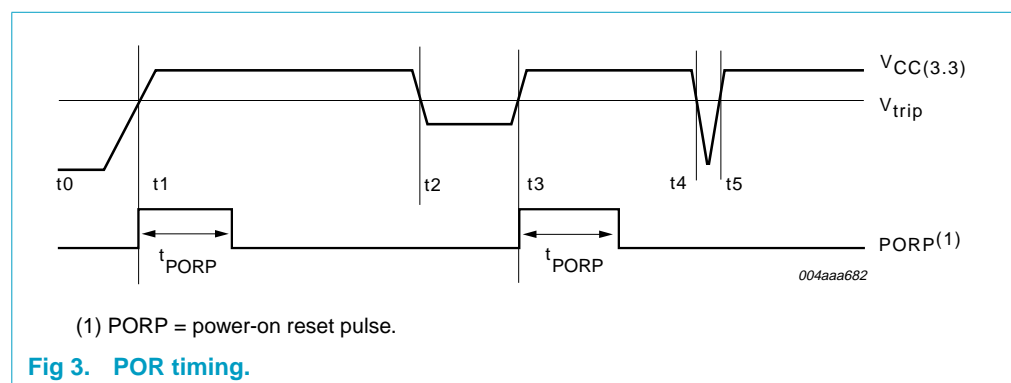 VCC(3.3)
Vtrip
t0
t1
t2
t3
t4
t5
PORP(1)
tPORP
tPORP
004aaa682
(1) PORP = power-on reset pulse.
Fig 3. POR timing.